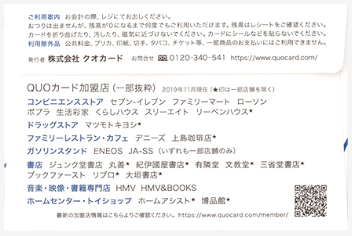 ご利用案内 お会計の際、レジにてお出しください。
おつりは出ませんが、残高が0になるまで何度でもご利用いただけます。残高はレシートをご確認ください。
カードを折り曲げたり、汚したり、磁気に近づけないでください。カードにシールなどを貼らないでください。
利用除外品 公共料金、プリカ、印紙、切手、タバコ、チケット等、一部商品のお支払いにはご利用できません。
発行者 株式会社 クオカード お問合せ 0120-340-541 https://www.quocard.com/
QUOカード加盟店(一部抜粋) 2019年11月現在(★印は一部店舗を除く)
コンビニエンスストア セブン-イレブン ファミリーマート ローソン
ポプラ 生活彩家 くらしハウス スリーエイト リーベンハウス★
ドラッグストア マツモトキヨシ★
ファミリーレストラン・カフェ デニーズ 上島珈琲店★
ガソリンスタンド ENEOS JA-SS (いずれも一部店舗のみ)
書店 ジュンク堂書店 丸善★ 紀伊國屋書店★ 有隣堂 文教堂★ 三省堂書店★
ブックファースト リブロ★ 大垣書店★
音楽・映像・書籍専門店 HMV HMV&BOOKS
ホームセンター・トイショップ ホームアシスト★ 博品館★
最新の加盟店情報はこちらよりご確認ください。https://www.quocard.com/member/